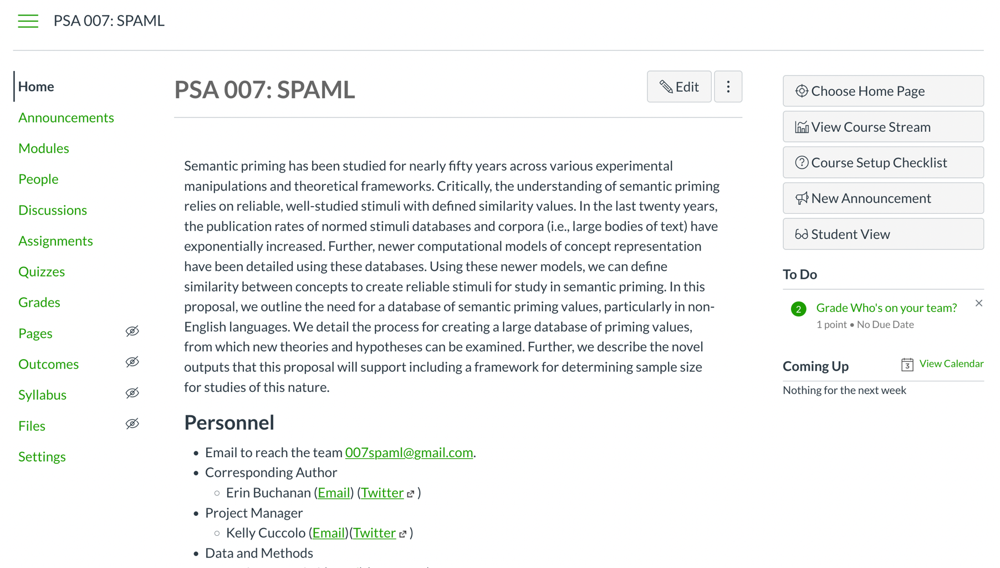 PSA 007: SPAML
Home
Announcements
Modules
People
Discussions
Assignments
Quizzes
Grades
Pages
Outcomes
Syllabus
Files
Settings
PSA 007: SPAML
Edit
Semantic priming has been studied for nearly fifty years across various experimental
manipulations and theoretical frameworks. Critically, the understanding of semantic priming
relies on reliable, well-studied stimuli with defined similarity values. In the last twenty years,
the publication rates of normed stimuli databases and corpora (i.e., large bodies of text) have
exponentially increased. Further, newer computational models of concept representation
have been detailed using these databases. Using these newer models, we can define
similarity between concepts to create reliable stimuli for study in semantic priming. In this
proposal, we outline the need for a database of semantic priming values, particularly in non-
English languages. We detail the process for creating a large database of priming values,
from which new theories and hypotheses can be examined. Further, we describe the novel
outputs that this proposal will support including a framework for determining sample size
for studies of this nature.
Personnel
• Email to reach the team 007spaml@gmail.com.
• Corresponding Author
○ Erin Buchanan (Email) (Twitter )
• Project Manager
○ Kelly Cuccolo (Email)(Twitter )
• Data and Methods
Choose Home Page
View Course Stream
Course Setup Checklist
New Announcement
Student View
To Do
2 Grade Who's on your team?
1 point • No Due Date
Coming Up 3 View Calendar
Nothing for the next week